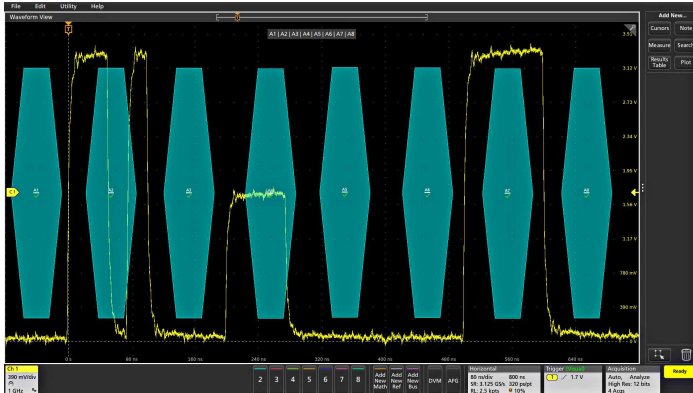 File Edit Utility Help
Waveform View
Add New...
T
T
A1 | A2 | A3 | A4 | A5 | A6 | A7 | A8
Cursors Note
Measure Search
Results Table Plot
3.12 V
2.73 V
2.34 V
1.95 V
1.56 V
1.17 V
780 mV
390 mV
C1
A1 A2 A3 A5 A6 A7 A8
0 s 80 ns 160 ns 240 ns 320 ns 400 ns 480 ns 560 ns 640 ns
Ch 1
390 mV/div
1 GHz
2 3 4 5 6 7 8
Add New Math
Add New Ref
Add New Bus
DVM AFG
Horizontal
80 ns/div 800 ns
SR: 3.125 GS/s 320 ps/pt
RL: 2.5 kpts 10%
Trigger (Visual)
1 1.7 V
Acquisition
Auto, Analyze
High Res: 12 bits
4 Acqs
Ready